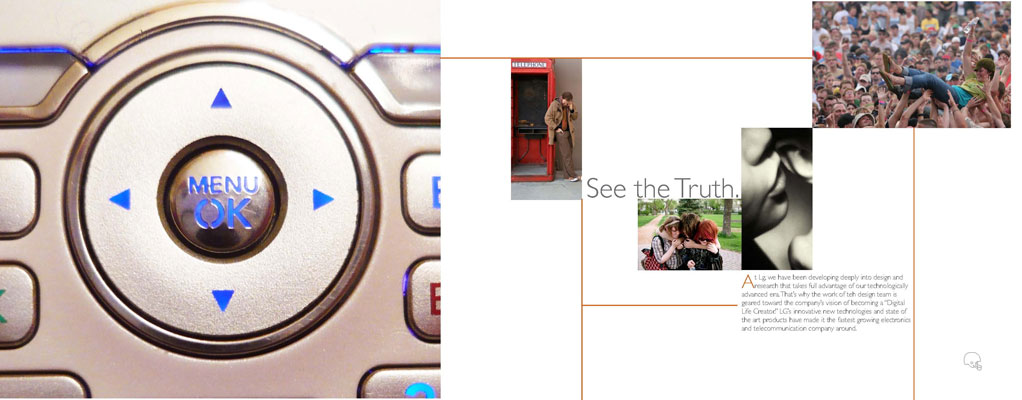 MENU
OK
TELEPHONE
See the Truth.
At Lg, we have been developing deeply into design and
research that takes full advantage of our technologically
advanced era. That's why the work of teh design team is
geared toward the company's vision of becoming a "Digital
Life Creator." LG's innovative new technologies and state of
the art products have made it the fastest growing electronics
and telecommunication company around.